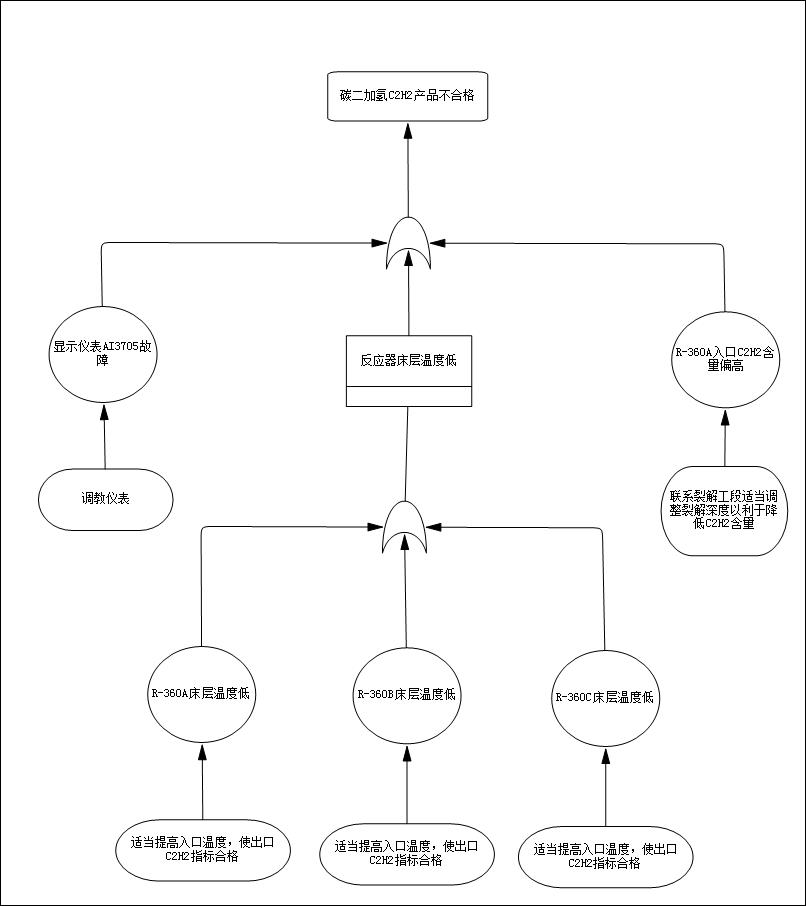 碳二加氢C2H2产品不合格
显示仪表AI3705故
障
反应器床层温度低
R-360A入口C2H2含
量偏高
调教仪表
联系裂解工段适当调
整裂解深度以利于降
低C2H2含量
R-360A床层温度低
R-360B床层温度低
R-360C床层温度低
适当提高入口温度，使出口
C2H2指标合格
适当提高入口温度，使出口
C2H2指标合格
适当提高入口温度，使出口
C2H2指标合格